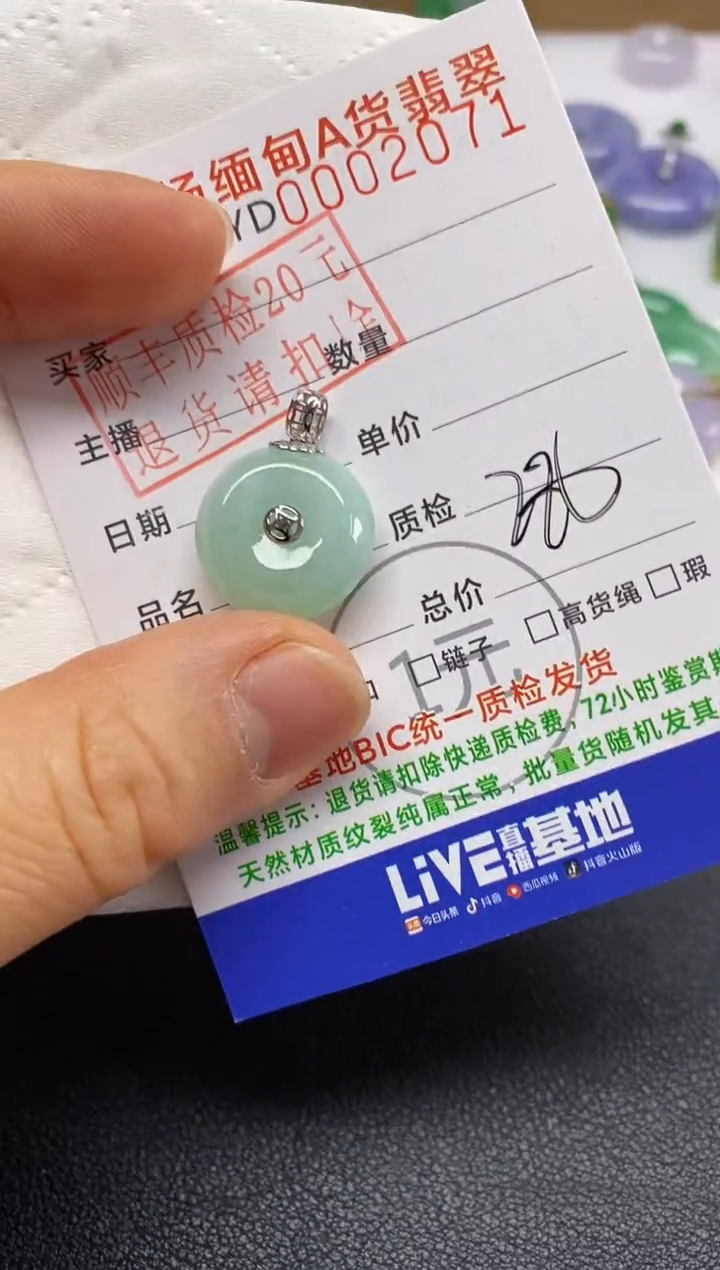 缅甸A货翡翠
YD0002071
顺丰质检20元
退货请扣除
买家
数量
主播
单价
日期
质检
品名
总价
链子 高货绳 瑕
1元
基地BIC统一质检发货
温馨提示：退货请扣除快递质检费，72小时鉴赏期
天然材质纹裂纯属正常，批量货随机发其
LiVE直播基地
头条 今日头条 抖音 西瓜视频 抖音火山版